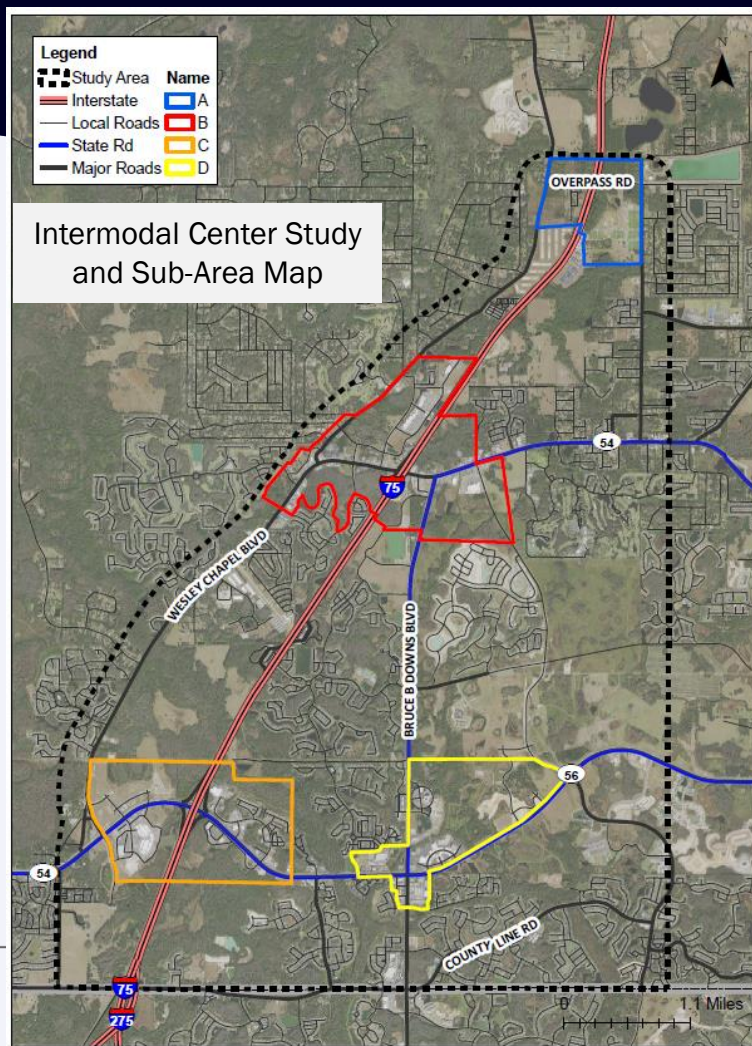 Legend
Study Area Name
Interstate A
Local Roads B
State Rd C
Major Roads D
N
OVERPASS RD
Intermodal Center Study
and Sub-Area Map
54
75
WESLEY CHAPEL BLVD
BRUCE B DOWNS BLVD
56
54
COUNTY LINE RD
75
275
0 1.1 Miles